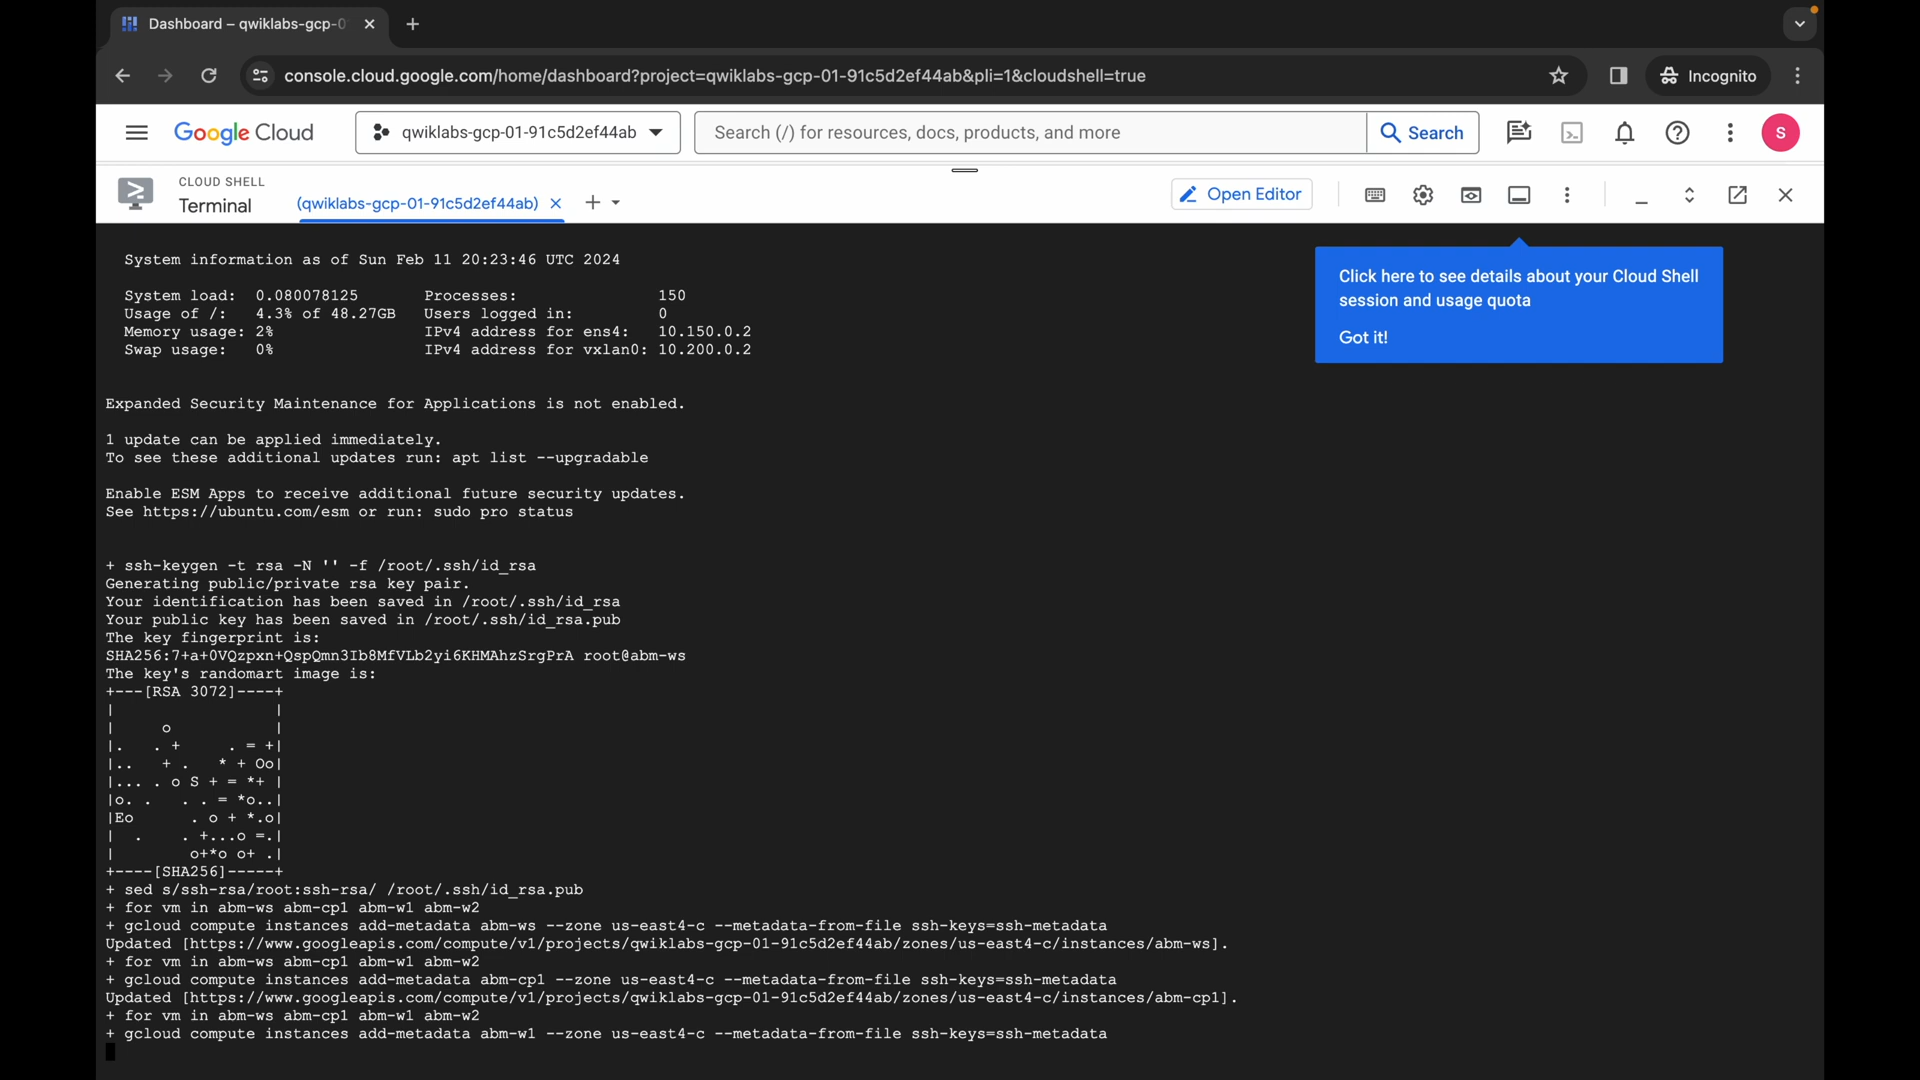 Dashboard – qwiklabs-gcp-0
console.cloud.google.com/home/dashboard?project=qwiklabs-gcp-01-91c5d2ef44ab&pli=1&cloudshell=true
Incognito
Google Cloud
qwiklabs-gcp-01-91c5d2ef44ab
Search (/) for resources, docs, products, and more
Search
S
CLOUD SHELL
Terminal
(qwiklabs-gcp-01-91c5d2ef44ab)
Open Editor
Click here to see details about your Cloud Shell
session and usage quota
Got it!
System information as of Sun Feb 11 20:23:46 UTC 2024
System load:  0.080078125       Processes:               150
Usage of /:   4.3% of 48.27GB   Users logged in:         0
Memory usage: 2%                IPv4 address for ens4:   10.150.0.2
Swap usage:   0%                IPv4 address for vxlan0: 10.200.0.2
Expanded Security Maintenance for Applications is not enabled.
1 update can be applied immediately.
To see these additional updates run: apt list --upgradable
Enable ESM Apps to receive additional future security updates.
See https://ubuntu.com/esm or run: sudo pro status
+ ssh-keygen -t rsa -N '' -f /root/.ssh/id_rsa
Generating public/private rsa key pair.
Your identification has been saved in /root/.ssh/id_rsa
Your public key has been saved in /root/.ssh/id_rsa.pub
The key fingerprint is:
SHA256:7+a+0VQzpxn+QspQmn3Ib8MfVLb2yi6KHMAhzSrgPrA root@abm-ws
The key's randomart image is:
+---[RSA 3072]----+
|                 |
|     o           |
|.   . +     . = +|
|..   + .   * + Oo|
|... . o S + = *+ |
|o. .   . . = *o..|
|Eo      . o + *.o|
|  .    . +...o =.|
|        o+*o o+ .|
+----[SHA256]-----+
+ sed s/ssh-rsa/root:ssh-rsa/ /root/.ssh/id_rsa.pub
+ for vm in abm-ws abm-cp1 abm-w1 abm-w2
+ gcloud compute instances add-metadata abm-ws --zone us-east4-c --metadata-from-file ssh-keys=ssh-metadata
Updated [https://www.googleapis.com/compute/v1/projects/qwiklabs-gcp-01-91c5d2ef44ab/zones/us-east4-c/instances/abm-ws].
+ for vm in abm-ws abm-cp1 abm-w1 abm-w2
+ gcloud compute instances add-metadata abm-cp1 --zone us-east4-c --metadata-from-file ssh-keys=ssh-metadata
Updated [https://www.googleapis.com/compute/v1/projects/qwiklabs-gcp-01-91c5d2ef44ab/zones/us-east4-c/instances/abm-cp1].
+ for vm in abm-ws abm-cp1 abm-w1 abm-w2
+ gcloud compute instances add-metadata abm-w1 --zone us-east4-c --metadata-from-file ssh-keys=ssh-metadata